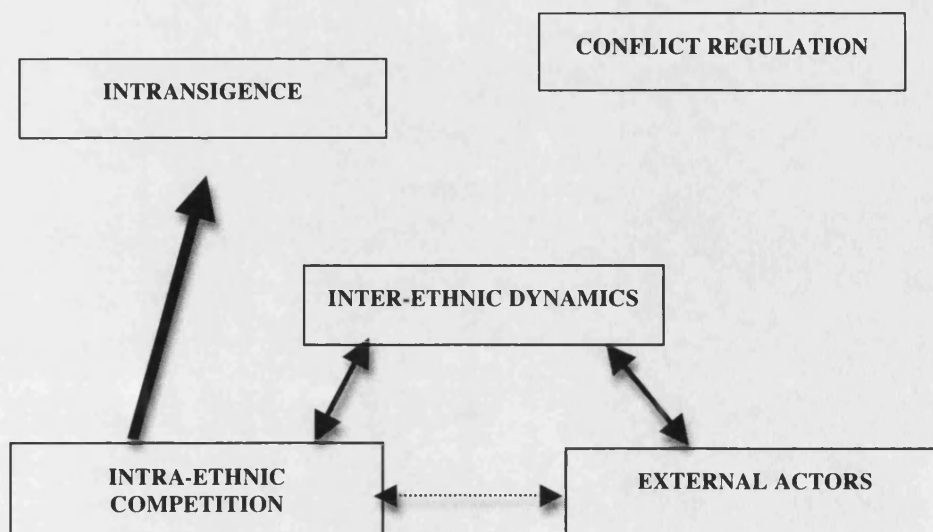 CONFLICT REGULATION
INTRANSIGENCE
INTER-ETHNIC DYNAMICS
INTRA-ETHNIC
COMPETITION
EXTERNAL ACTORS